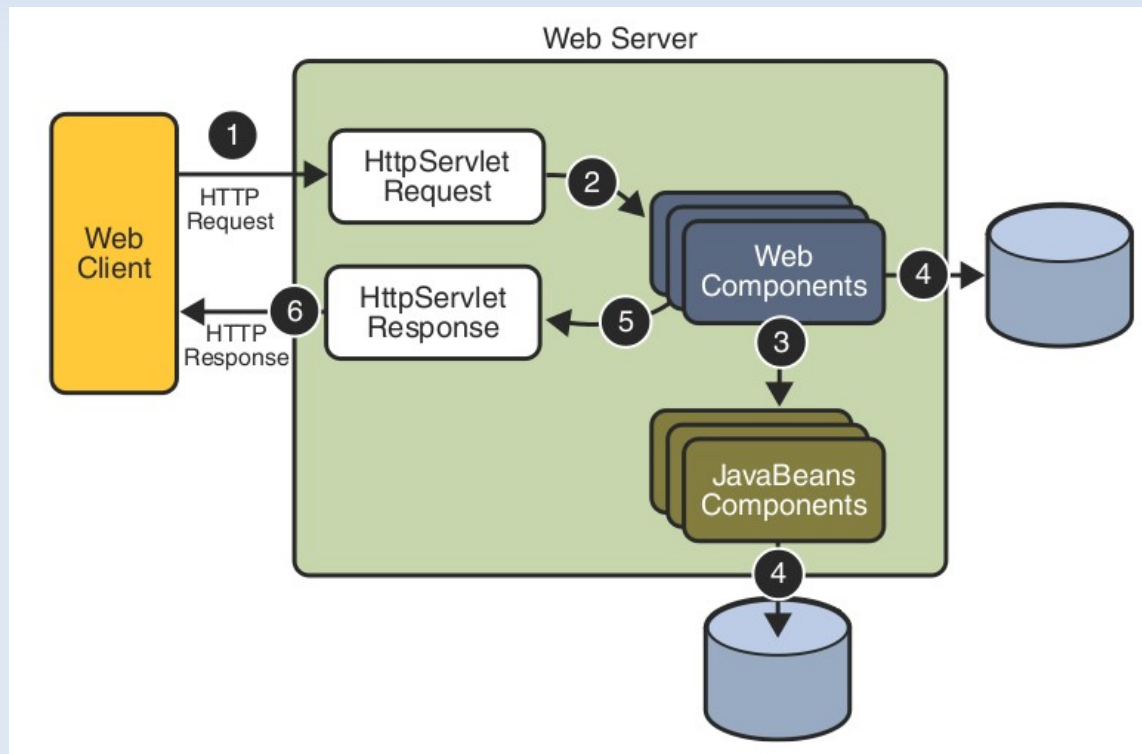 Web Server
1
HTTP
Request
HttpServlet
Request
2
Web
Client
Web
Components
4
HttpServlet
Response
5
6
HTTP
Response
3
JavaBeans
Components
4